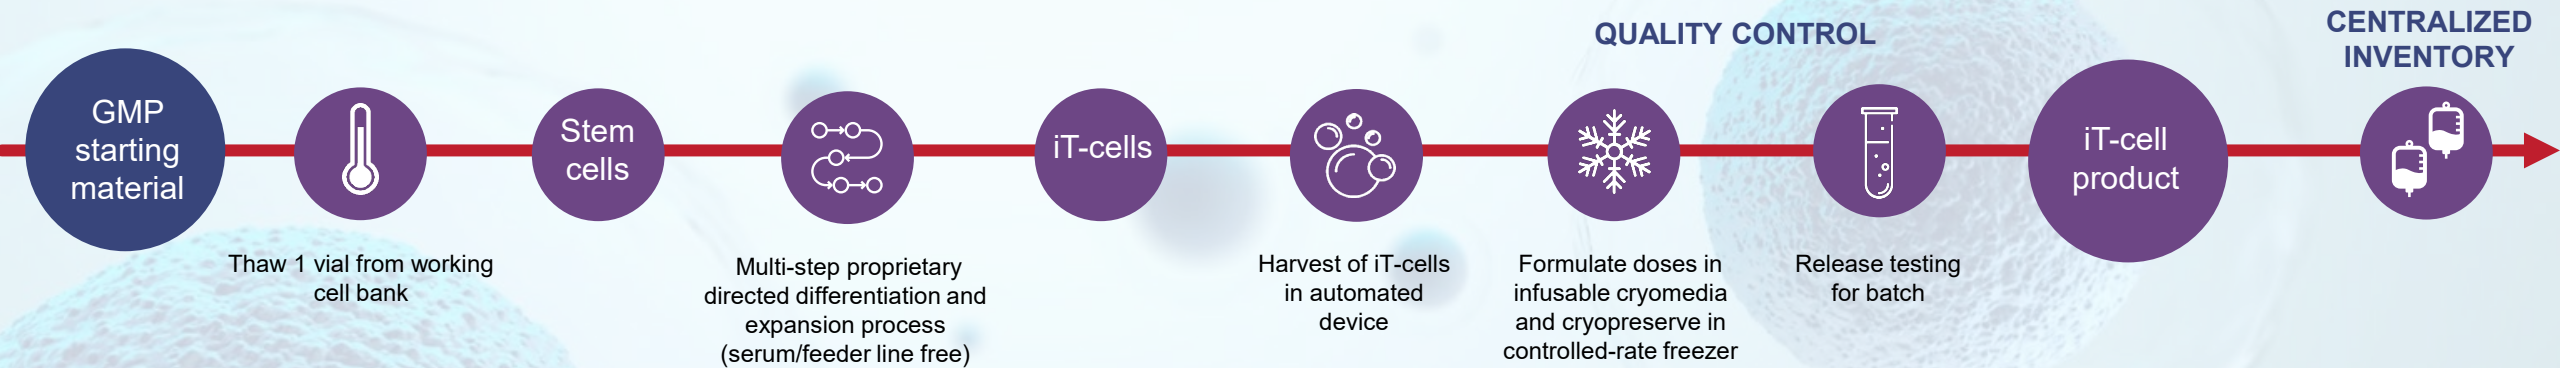 QUALITY CONTROL
CENTRALIZED
INVENTORY
GMP
starting
material
Thaw 1 vial from working
cell bank
Stem
cells
Multi-step proprietary
directed differentiation and
expansion process
(serum/feeder line free)
iT-cells
Harvest of iT-cells
in automated
device
Formulate doses in
infusable cryomedia
and cryopreserve in
controlled-rate freezer
Release testing
for batch
iT-cell
product